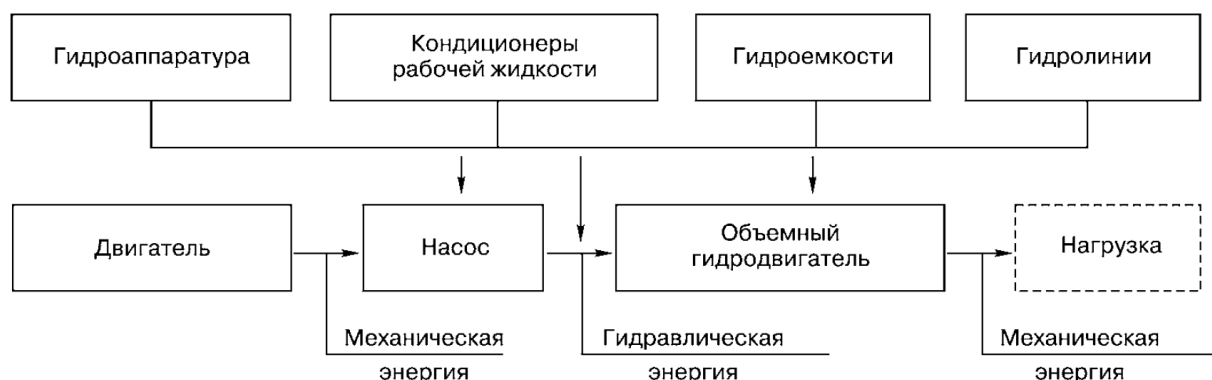 Гидроаппаратура
Кондиционеры
рабочей жидкости
Гидроемкости
Гидролинии
Двигатель
Насос
Объемный
гидродвигатель
Нагрузка
Механическая
энергия
Гидравлическая
энергия
Механическая
энергия